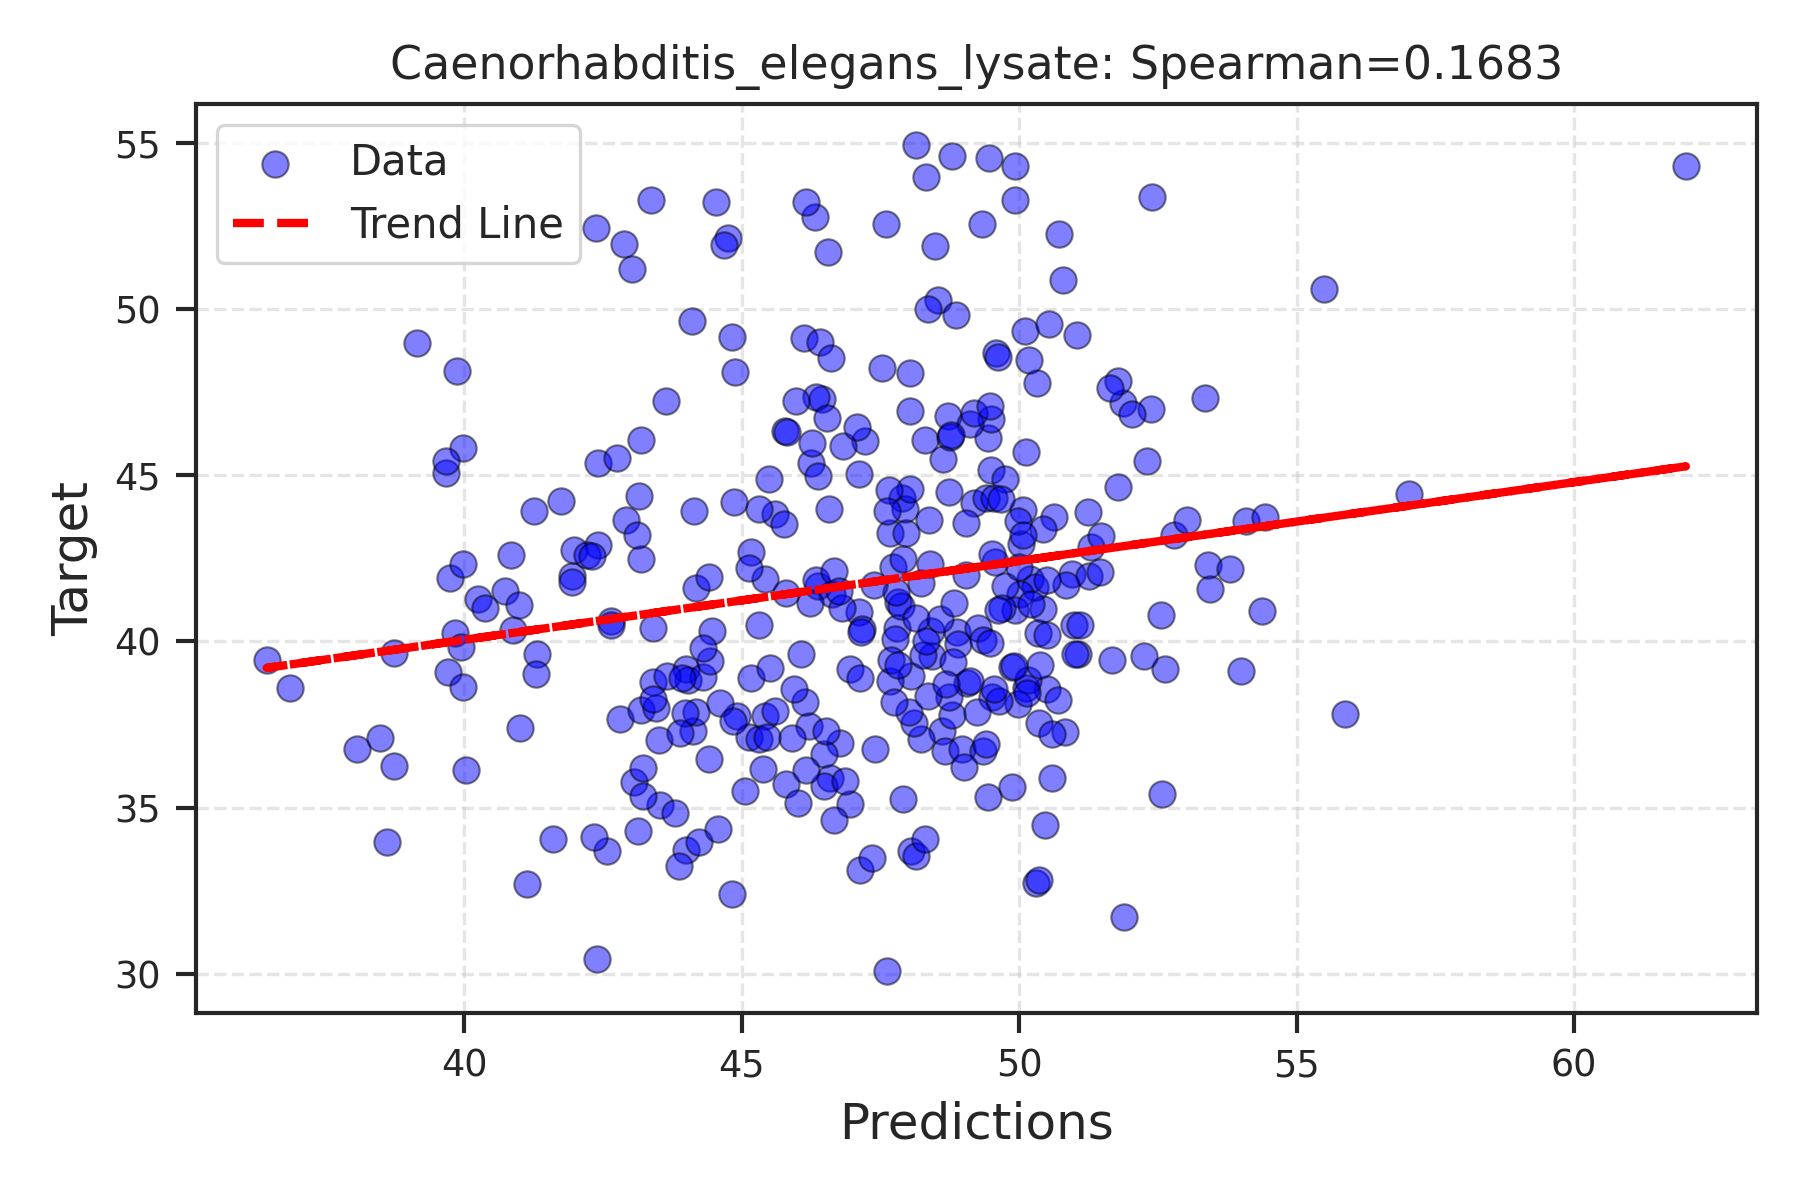 Caenorhabditis_elegans_lysate: Spearman=0.1683
Data
Trend Line
55
50
45
40
35
30
Target
40
45
50
55
60
Predictions